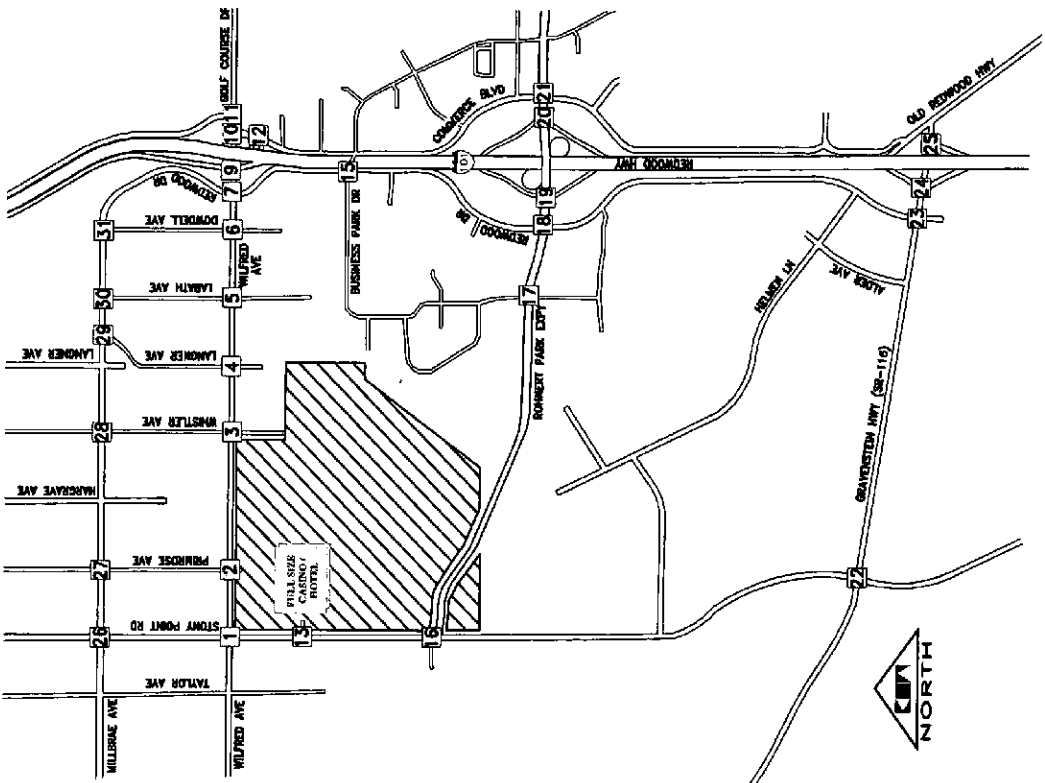 GOLF COURSE DR
10
11
12
COMMERCE BLVD
21
20
OLD REDWOOD HWY
REDWOOD DR
9
7
15
101
REDWOOD HWY
25
24
31
DOWDELL AVE
6
WILFRED AVE
BUSINESS PARK DR
REDWOOD DR
19
18
23
30
LABATH AVE
5
17
HELMEN LN
ALDER AVE
29
LANGNER AVE
LANGNER AVE
4
ROHNERT PARK EXPY
28
WHISTLER AVE
3
GRAVENSTEIN HWY (SR-116)
HARGRAVE AVE
27
PRIMROSE AVE
2
FULL SIZE
CASINO /
HOTEL
22
26
STONY POINT RD
1
13
16
TAYLOR AVE
MILLBRAE AVE
WILFRED AVE
NORTH